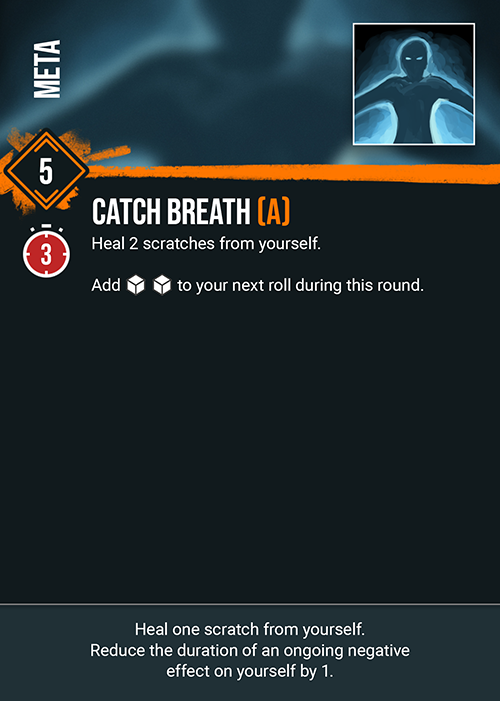 META
5
CATCH BREATH (A)
3
Heal 2 scratches from yourself.
Add to your next roll during this round.
Heal one scratch from yourself.
Reduce the duration of an ongoing negative
effect on yourself by 1.